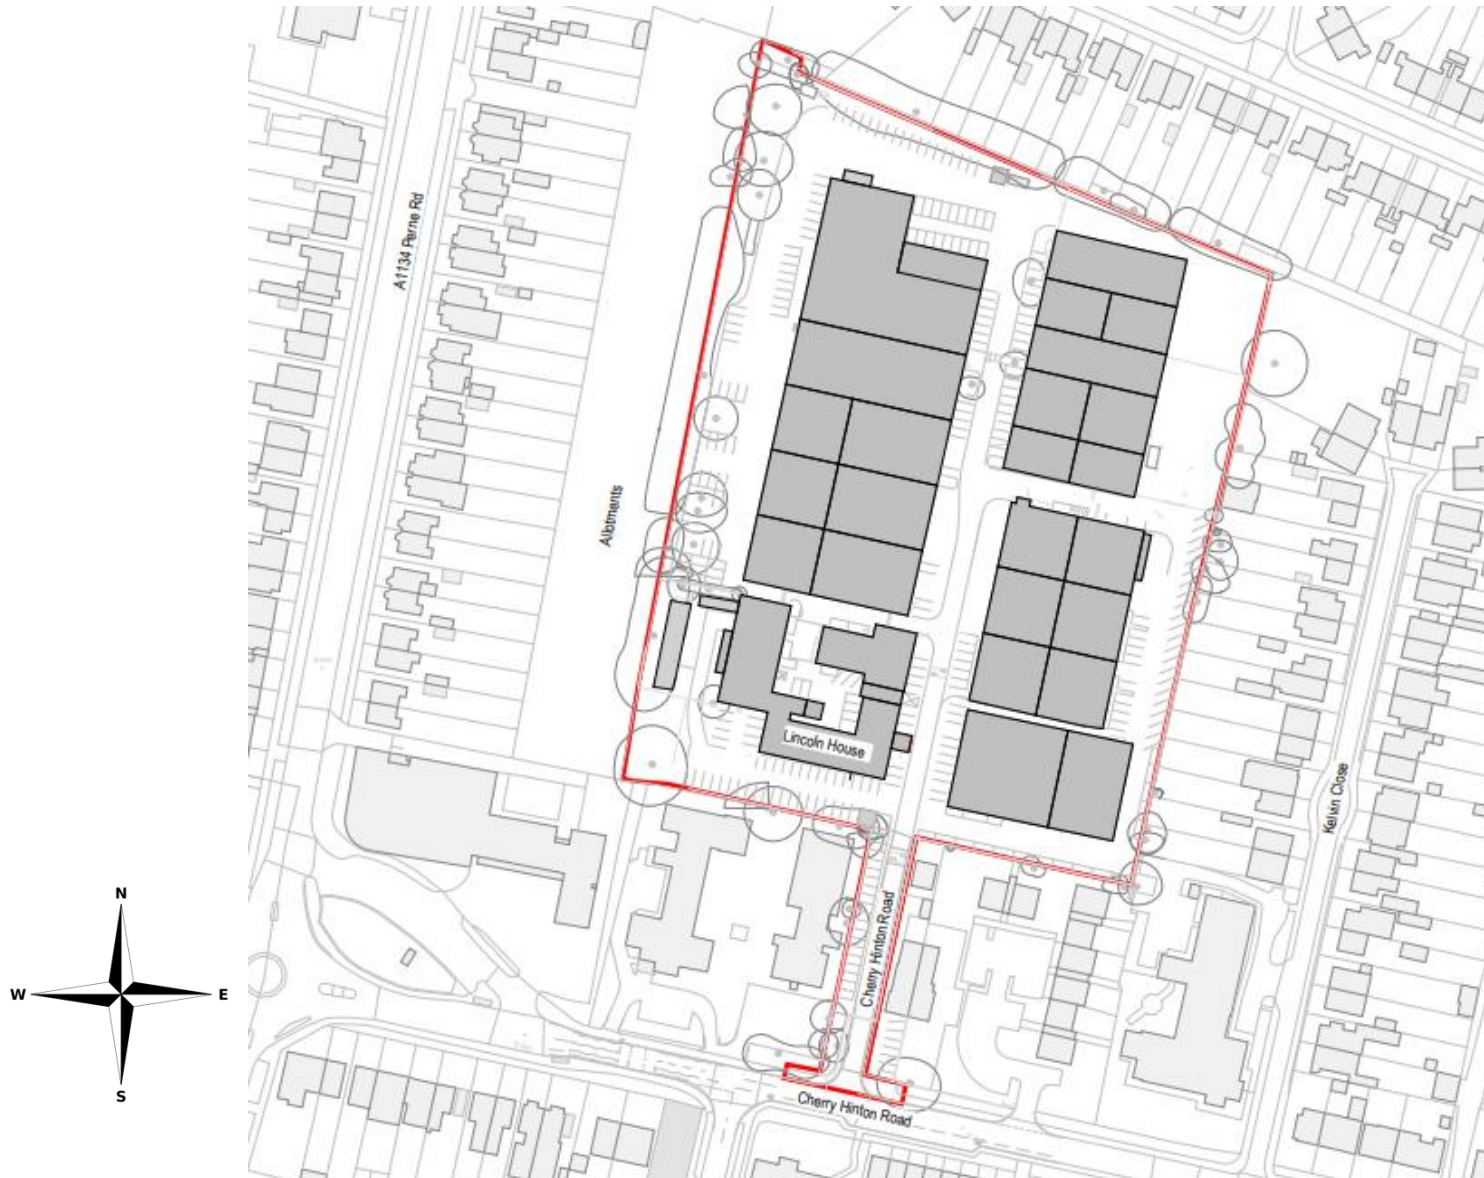 A1134 Perne Rd
Allotments
Lincoln House
Kelvin Close
Cherry Hinton Road
Cherry Hinton Road
N
W
E
S